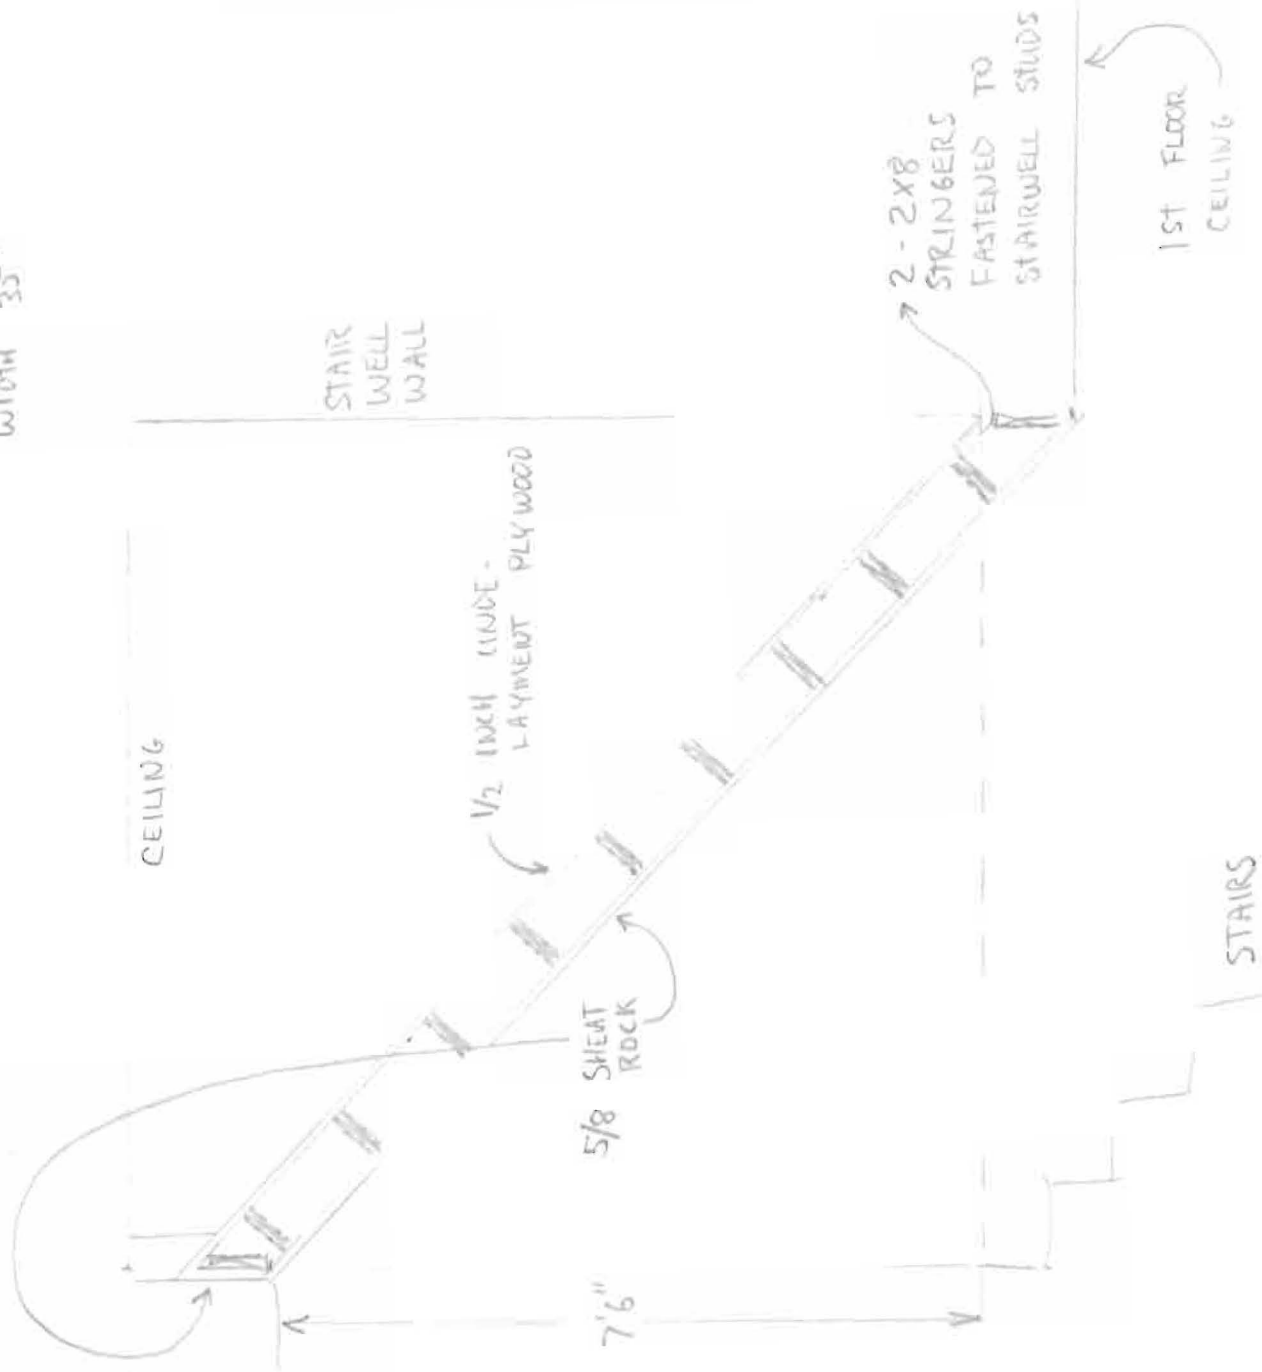 WIDTH 35"
CEILING
STAIR
WELL
WALL
1/2 INCH UNDE-
LAYMENT PLYWOOD
5/8 SHEAT
ROCK
2 - 2X8
STRINGERS
FASTENED TO
STAIRWELL STUDS
7'6"
STAIRS
1ST FLOOR
CEILING